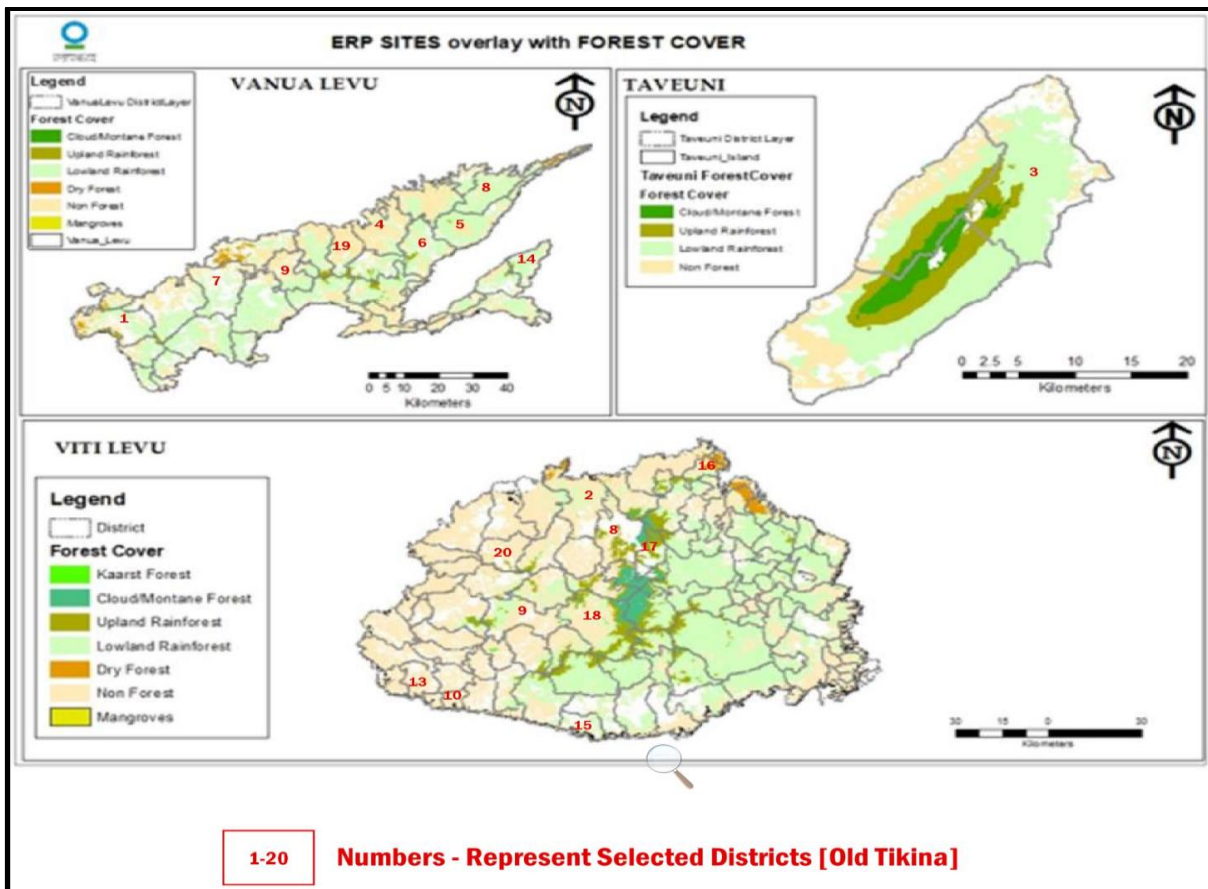 ERP SITES overlay with FOREST COVER
VANUA LEVU
Legend
VanuaLevu DistrictLayer
Forest Cover
Cloud/Montane Forest
Upland Rainforest
Lowland Rainforest
Dry Forest
Non Forest
Mangroves
Vanua_Levu
N
8
4
5
19
6
9
14
7
1
0 5 10 20 30 40
Kilometers
TAVEUNI
Legend
Taveuni District Layer
Taveuni_Island
Taveuni ForestCover
Forest Cover
Cloud/Montane Forest
Upland Rainforest
Lowland Rainforest
Non Forest
N
3
0 2.5 5 10 15 20
Kilometers
VITI LEVU
Legend
District
Forest Cover
Kaarst Forest
Cloud/Montane Forest
Upland Rainforest
Lowland Rainforest
Dry Forest
Non Forest
Mangroves
N
16
2
8
17
20
9
18
13
10
15
30 15 0 30
Kilometers
1-20 Numbers - Represent Selected Districts [Old Tikina]